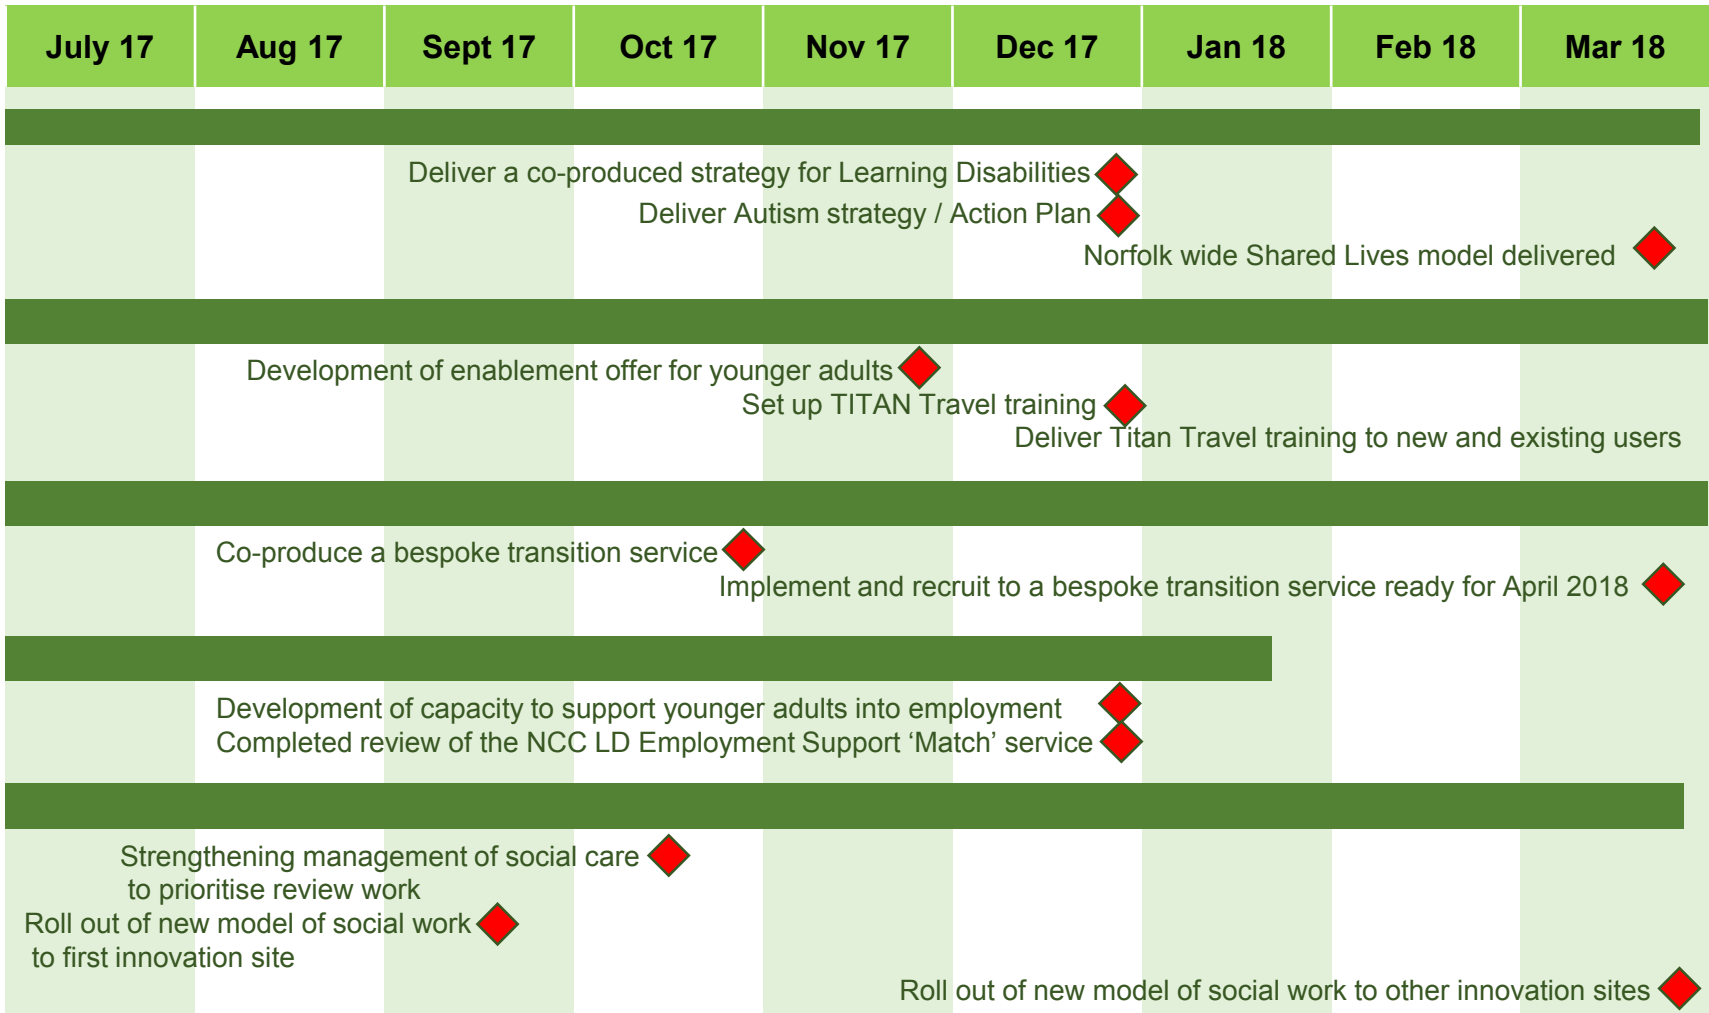 July 17 Aug 17 Sept 17 Oct 17 Nov 17 Dec 17 Jan 18 Feb 18 Mar 18
Deliver a co-produced strategy for Learning Disabilities
Deliver Autism strategy / Action Plan
Norfolk wide Shared Lives model delivered
Development of enablement offer for younger adults
Set up TITAN Travel training
Deliver Titan Travel training to new and existing users
Co-produce a bespoke transition service
Implement and recruit to a bespoke transition service ready for April 2018
Development of capacity to support younger adults into employment
Completed review of the NCC LD Employment Support ‘Match’ service
Strengthening management of social care
to prioritise review work
Roll out of new model of social work
to first innovation site
Roll out of new model of social work to other innovation sites